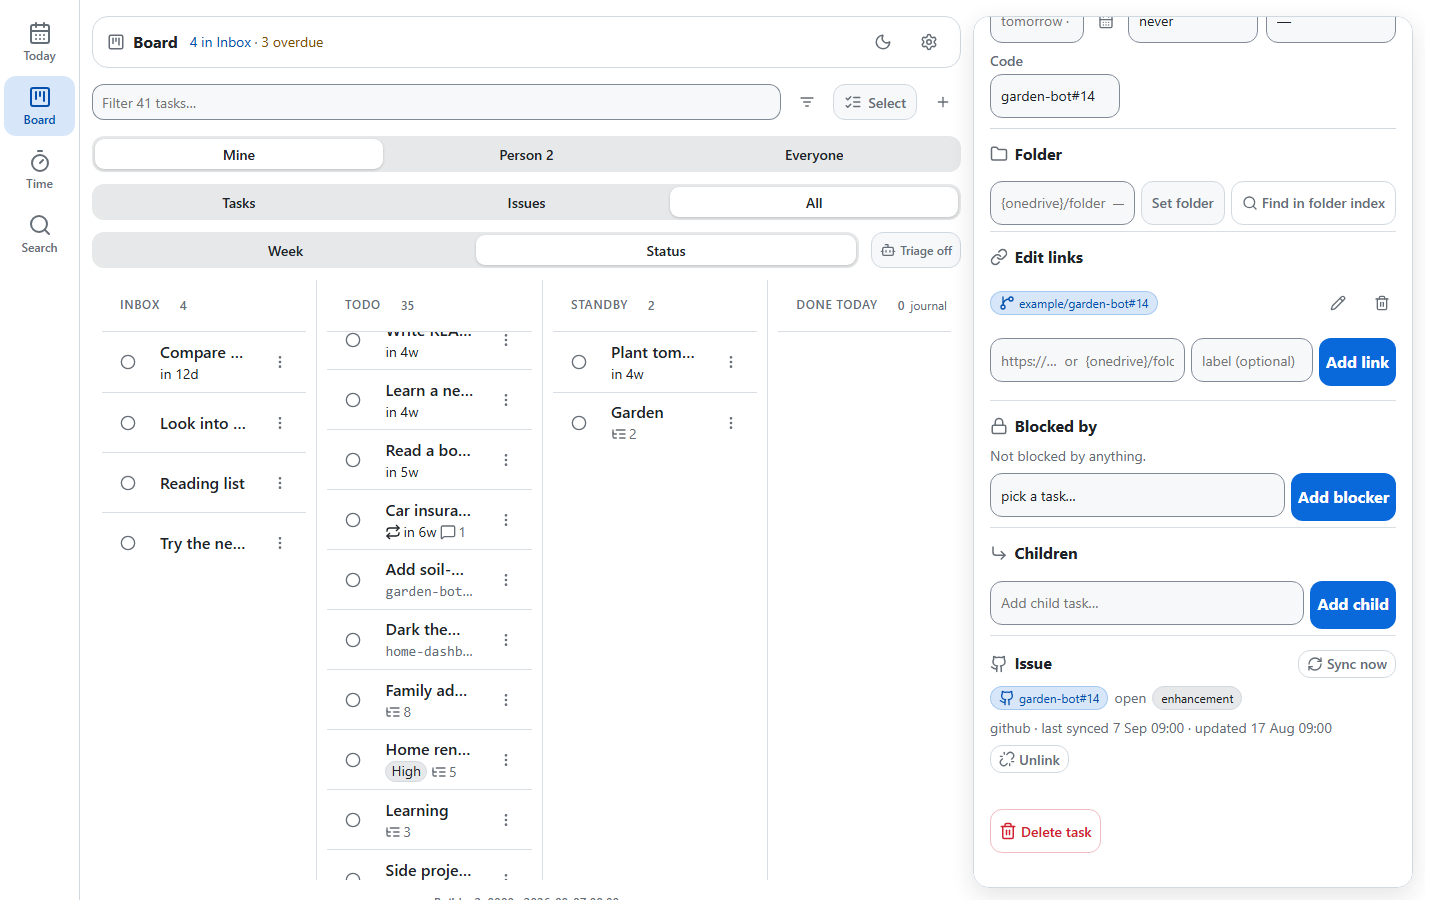 Today
Board
Time
Search
Board 4 in Inbox · 3 overdue
Filter 41 tasks...
Select
Mine
Person 2
Everyone
Tasks
Issues
All
Week
Status
Triage off
INBOX 4
Compare ...
in 12d
Look into ...
Reading list
Try the ne...
TODO 35
in 4w
Learn a ne...
in 4w
Read a bo...
in 5w
Car insura...
in 6w 1
Add soil-...
garden-bot...
Dark the...
home-dashb...
Family ad...
8
Home ren...
High 5
Learning
3
Side proje...
STANDBY 2
Plant tom...
in 4w
Garden
2
DONE TODAY 0 journal
tomorrow ·
never
—
Code
garden-bot#14
Folder
{onedrive}/folder —
Set folder
Find in folder index
Edit links
example/garden-bot#14
https://... or {onedrive}/folc
label (optional)
Add link
Blocked by
Not blocked by anything.
pick a task...
Add blocker
Children
Add child task...
Add child
Issue
Sync now
garden-bot#14 open enhancement
github · last synced 7 Sep 09:00 · updated 17 Aug 09:00
Unlink
Delete task